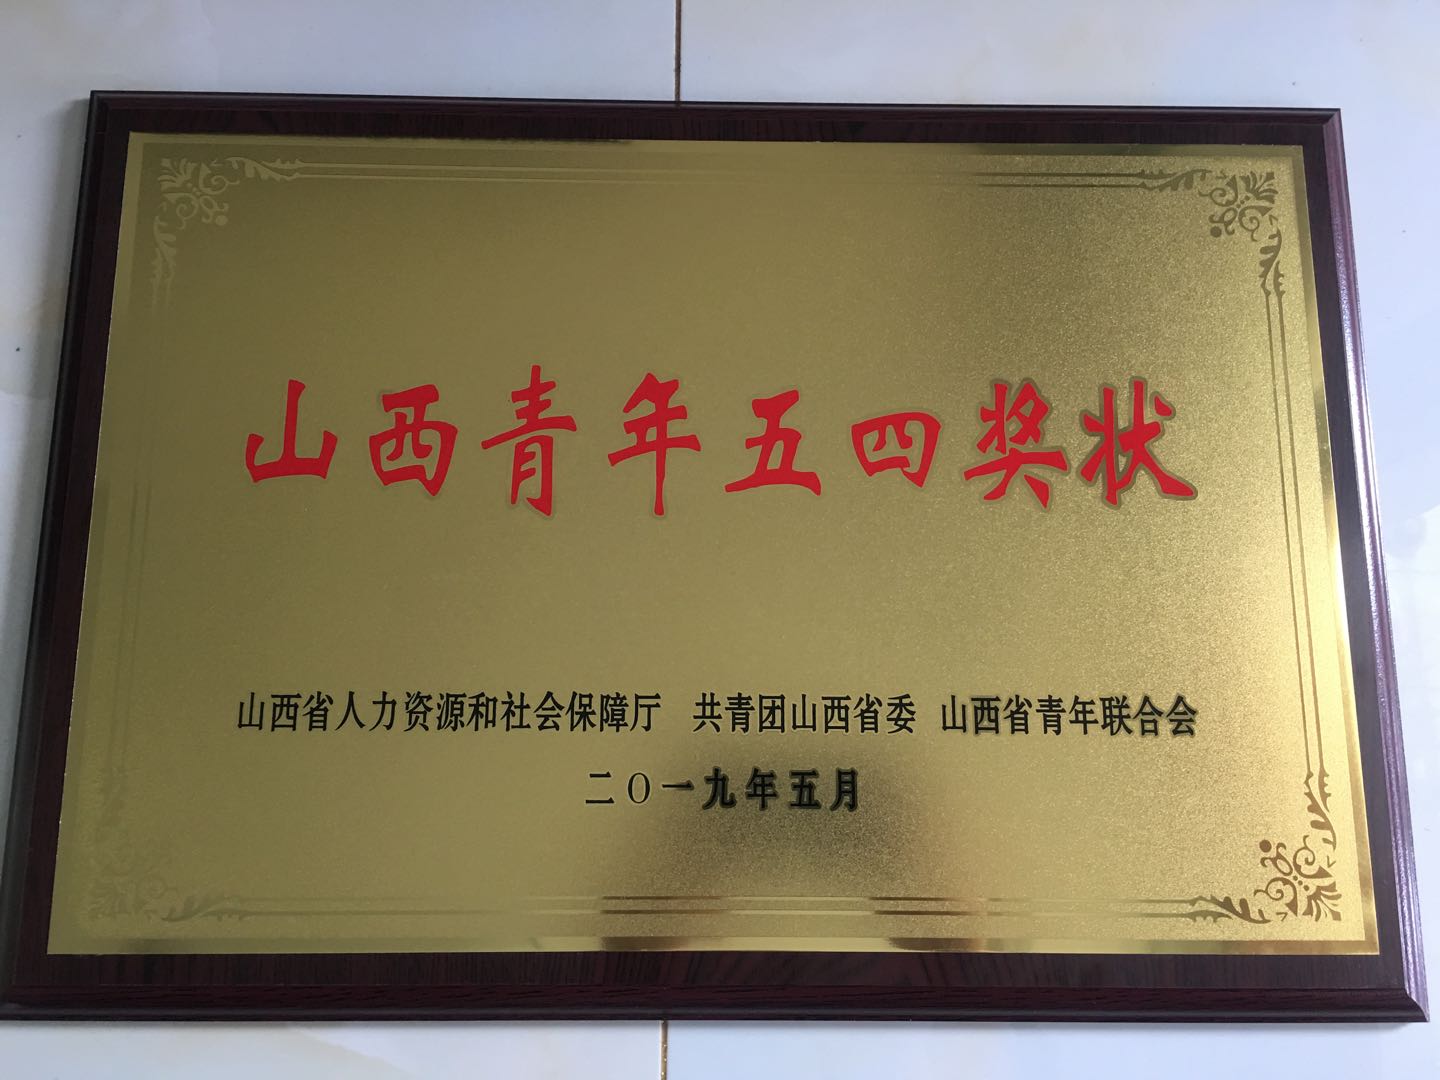 山西青年五四奖状
山西省人力资源和社会保障厅 共青团山西省委 山西省青年联合会
二〇一九年五月